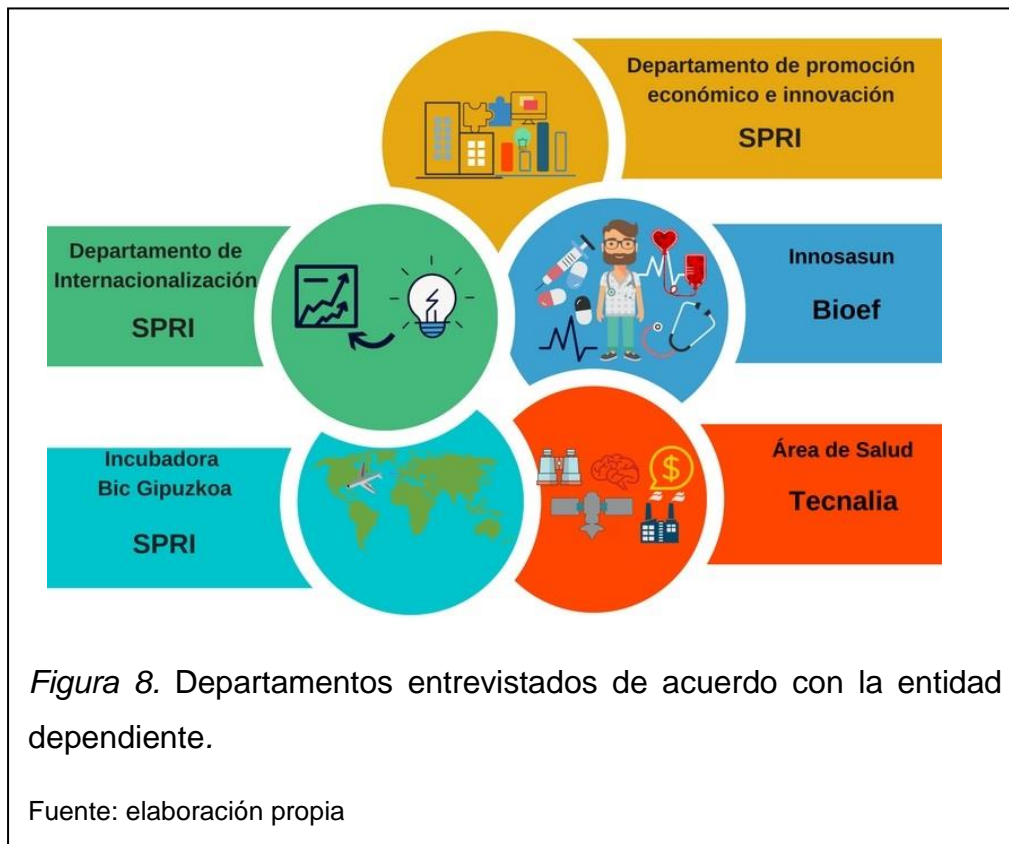 Departamento de promoción
económico e innovación
SPRI
Departamento de
Internacionalización
SPRI
Innosasun
Bioef
Incubadora
Bic Gipuzkoa
SPRI
Área de Salud
Tecnalia
$
Figura 8. Departamentos entrevistados de acuerdo con la entidad
dependiente.
Fuente: elaboración propia